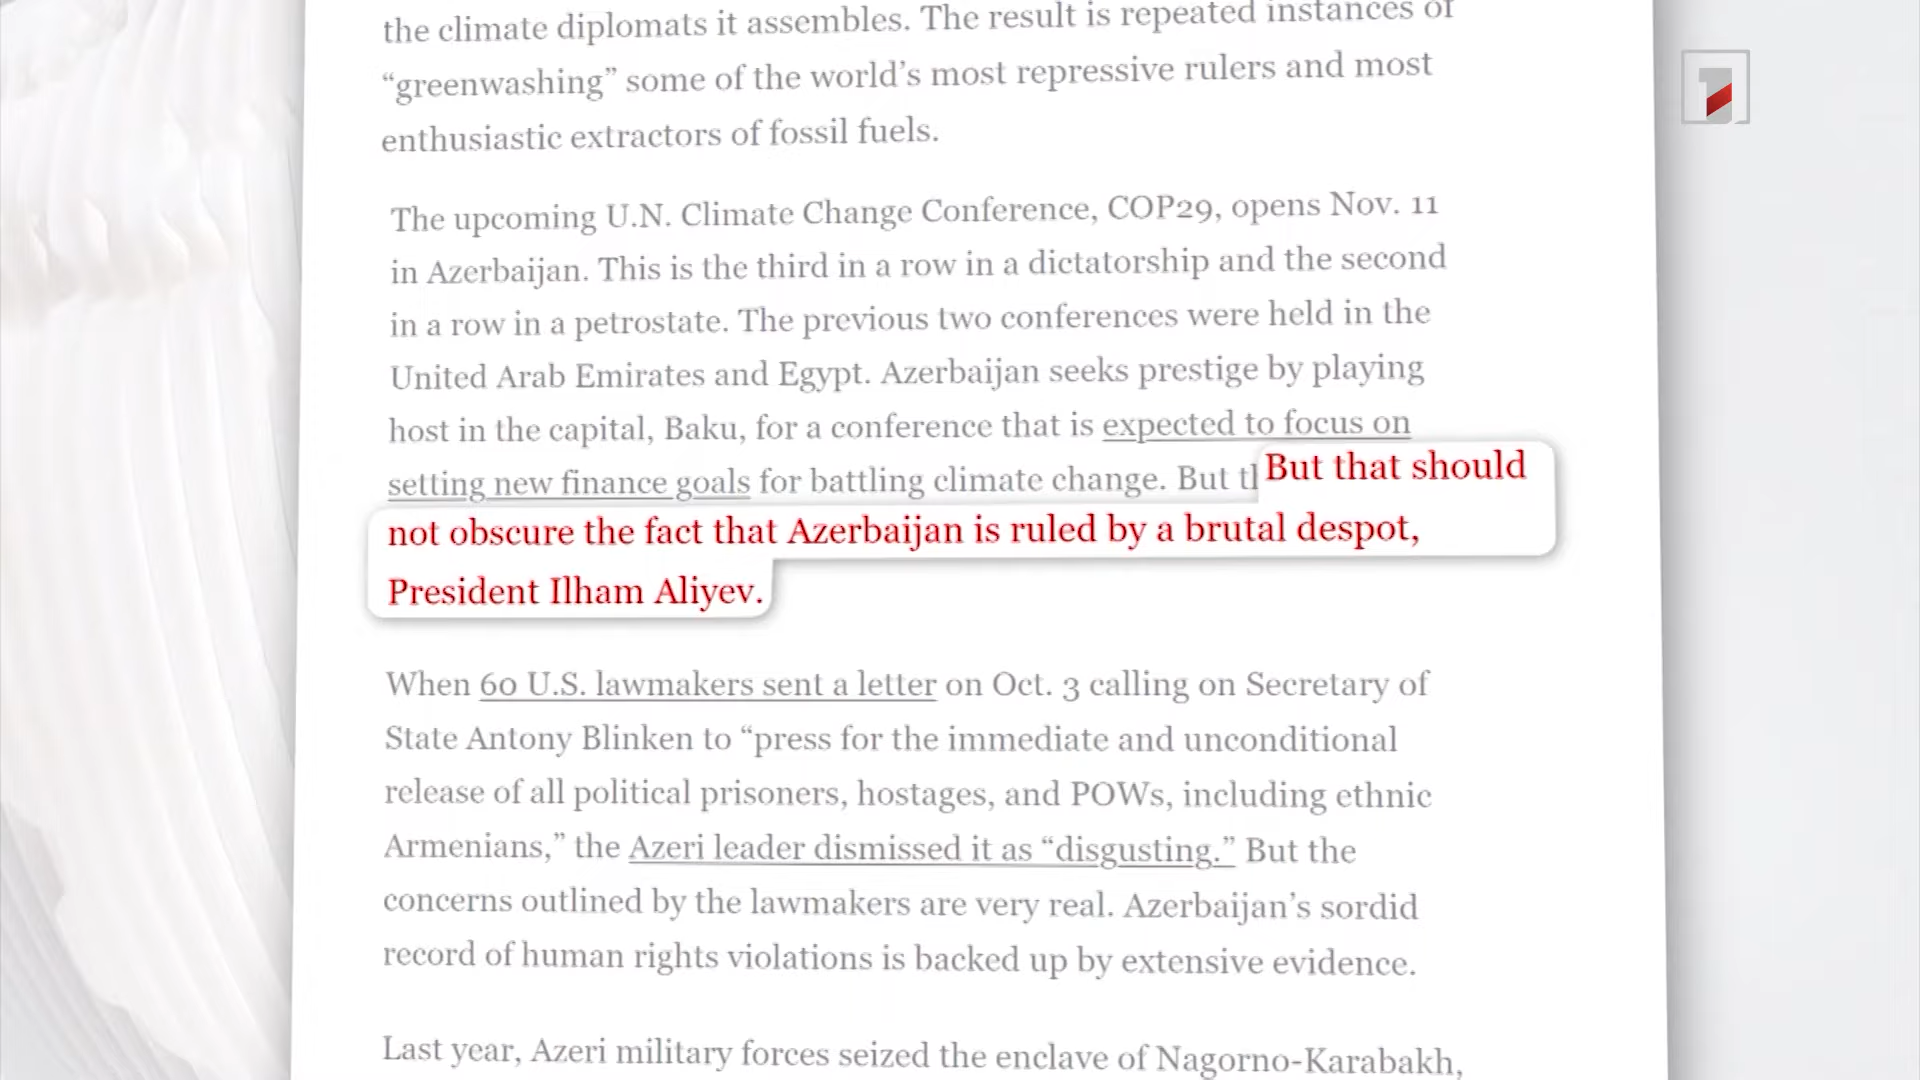 the climate diplomats it assembles. The result is repeated instances of
“greenwashing” some of the world’s most repressive rulers and most
enthusiastic extractors of fossil fuels.
The upcoming U.N. Climate Change Conference, COP29, opens Nov. 11
in Azerbaijan. This is the third in a row in a dictatorship and the second
in a row in a petrostate. The previous two conferences were held in the
United Arab Emirates and Egypt. Azerbaijan seeks prestige by playing
host in the capital, Baku, for a conference that is expected to focus on
setting new finance goals for battling climate change. But th But that should
not obscure the fact that Azerbaijan is ruled by a brutal despot,
President Ilham Aliyev.
When 60 U.S. lawmakers sent a letter on Oct. 3 calling on Secretary of
State Antony Blinken to “press for the immediate and unconditional
release of all political prisoners, hostages, and POWs, including ethnic
Armenians,” the Azeri leader dismissed it as “disgusting.” But the
concerns outlined by the lawmakers are very real. Azerbaijan’s sordid
record of human rights violations is backed up by extensive evidence.
Last year, Azeri military forces seized the enclave of Nagorno-Karabakh,